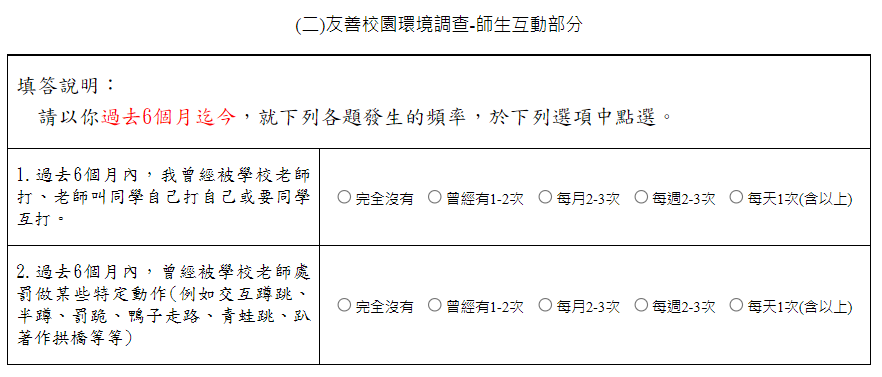 (二)友善校園環境調查-師生互動部分
填答說明：
請以你過去6個月迄今，就下列各題發生的頻率，於下列選項中點選。
1.過去6個月內，我曾經被學校老師
打、老師叫同學自己打自己或要同學
互打。
完全沒有 曾經有1-2次 每月2-3次 每週2-3次 每天1次(含以上)
2.過去6個月內，曾經被學校老師處
罰做某些特定動作(例如交互蹲跳、
半蹲、罰跪、鴨子走路、青蛙跳、趴
著作拱橋等等)
完全沒有 曾經有1-2次 每月2-3次 每週2-3次 每天1次(含以上)